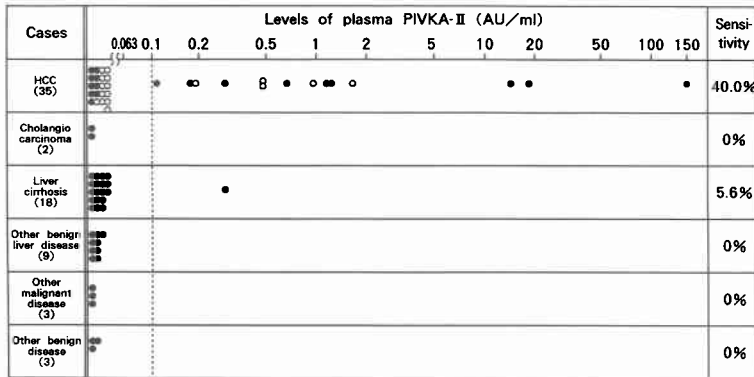 Cases
Levels of plasma PIVKA-II (AU/ml)
Sensi-
tivity
0.063 0.1 0.2 0.5 1 2 5 10 20 50 100 150
HCC
(35)
40.0%
Cholangio
carcinoma
(2)
0%
Liver
cirrhosis
(18)
5.6%
Other benign
liver disease
(9)
0%
Other
malignant
disease
(3)
0%
Other benign
disease
(3)
0%